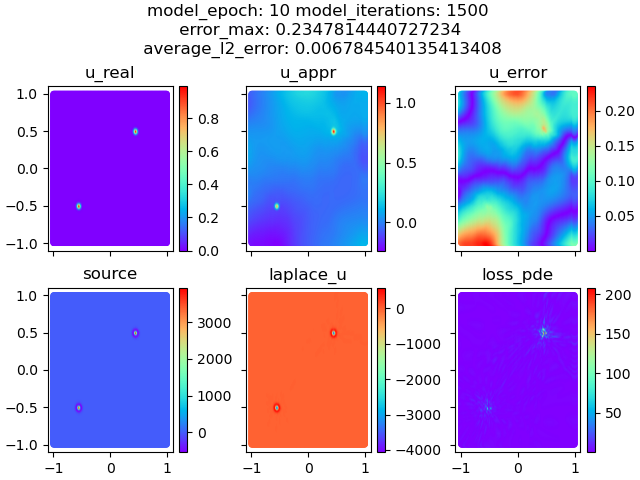 model_epoch: 10 model_iterations: 1500
error_max: 0.2347814440727234
average_l2_error: 0.006784540135413408
u_real
u_appr
u_error
1.0
0.5
0.0
−0.5
−1.0
0.8
0.6
0.4
0.2
0.0
1.0
0.5
0.0
0.20
0.15
0.10
0.05
source
laplace_u
loss_pde
1.0
0.5
0.0
−0.5
−1.0
3000
2000
1000
0
0
−1000
−2000
−3000
−4000
200
150
100
50
−1 0 1
−1 0 1
−1 0 1